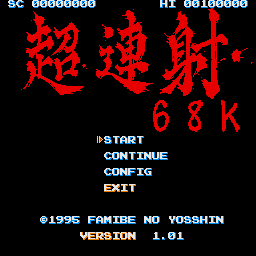 SC 00000000 HI 00100000
超連射
68K
START
CONTINUE
CONFIG
EXIT
©1995 FAMIBE NO YOSSHIN
VERSION 1.01